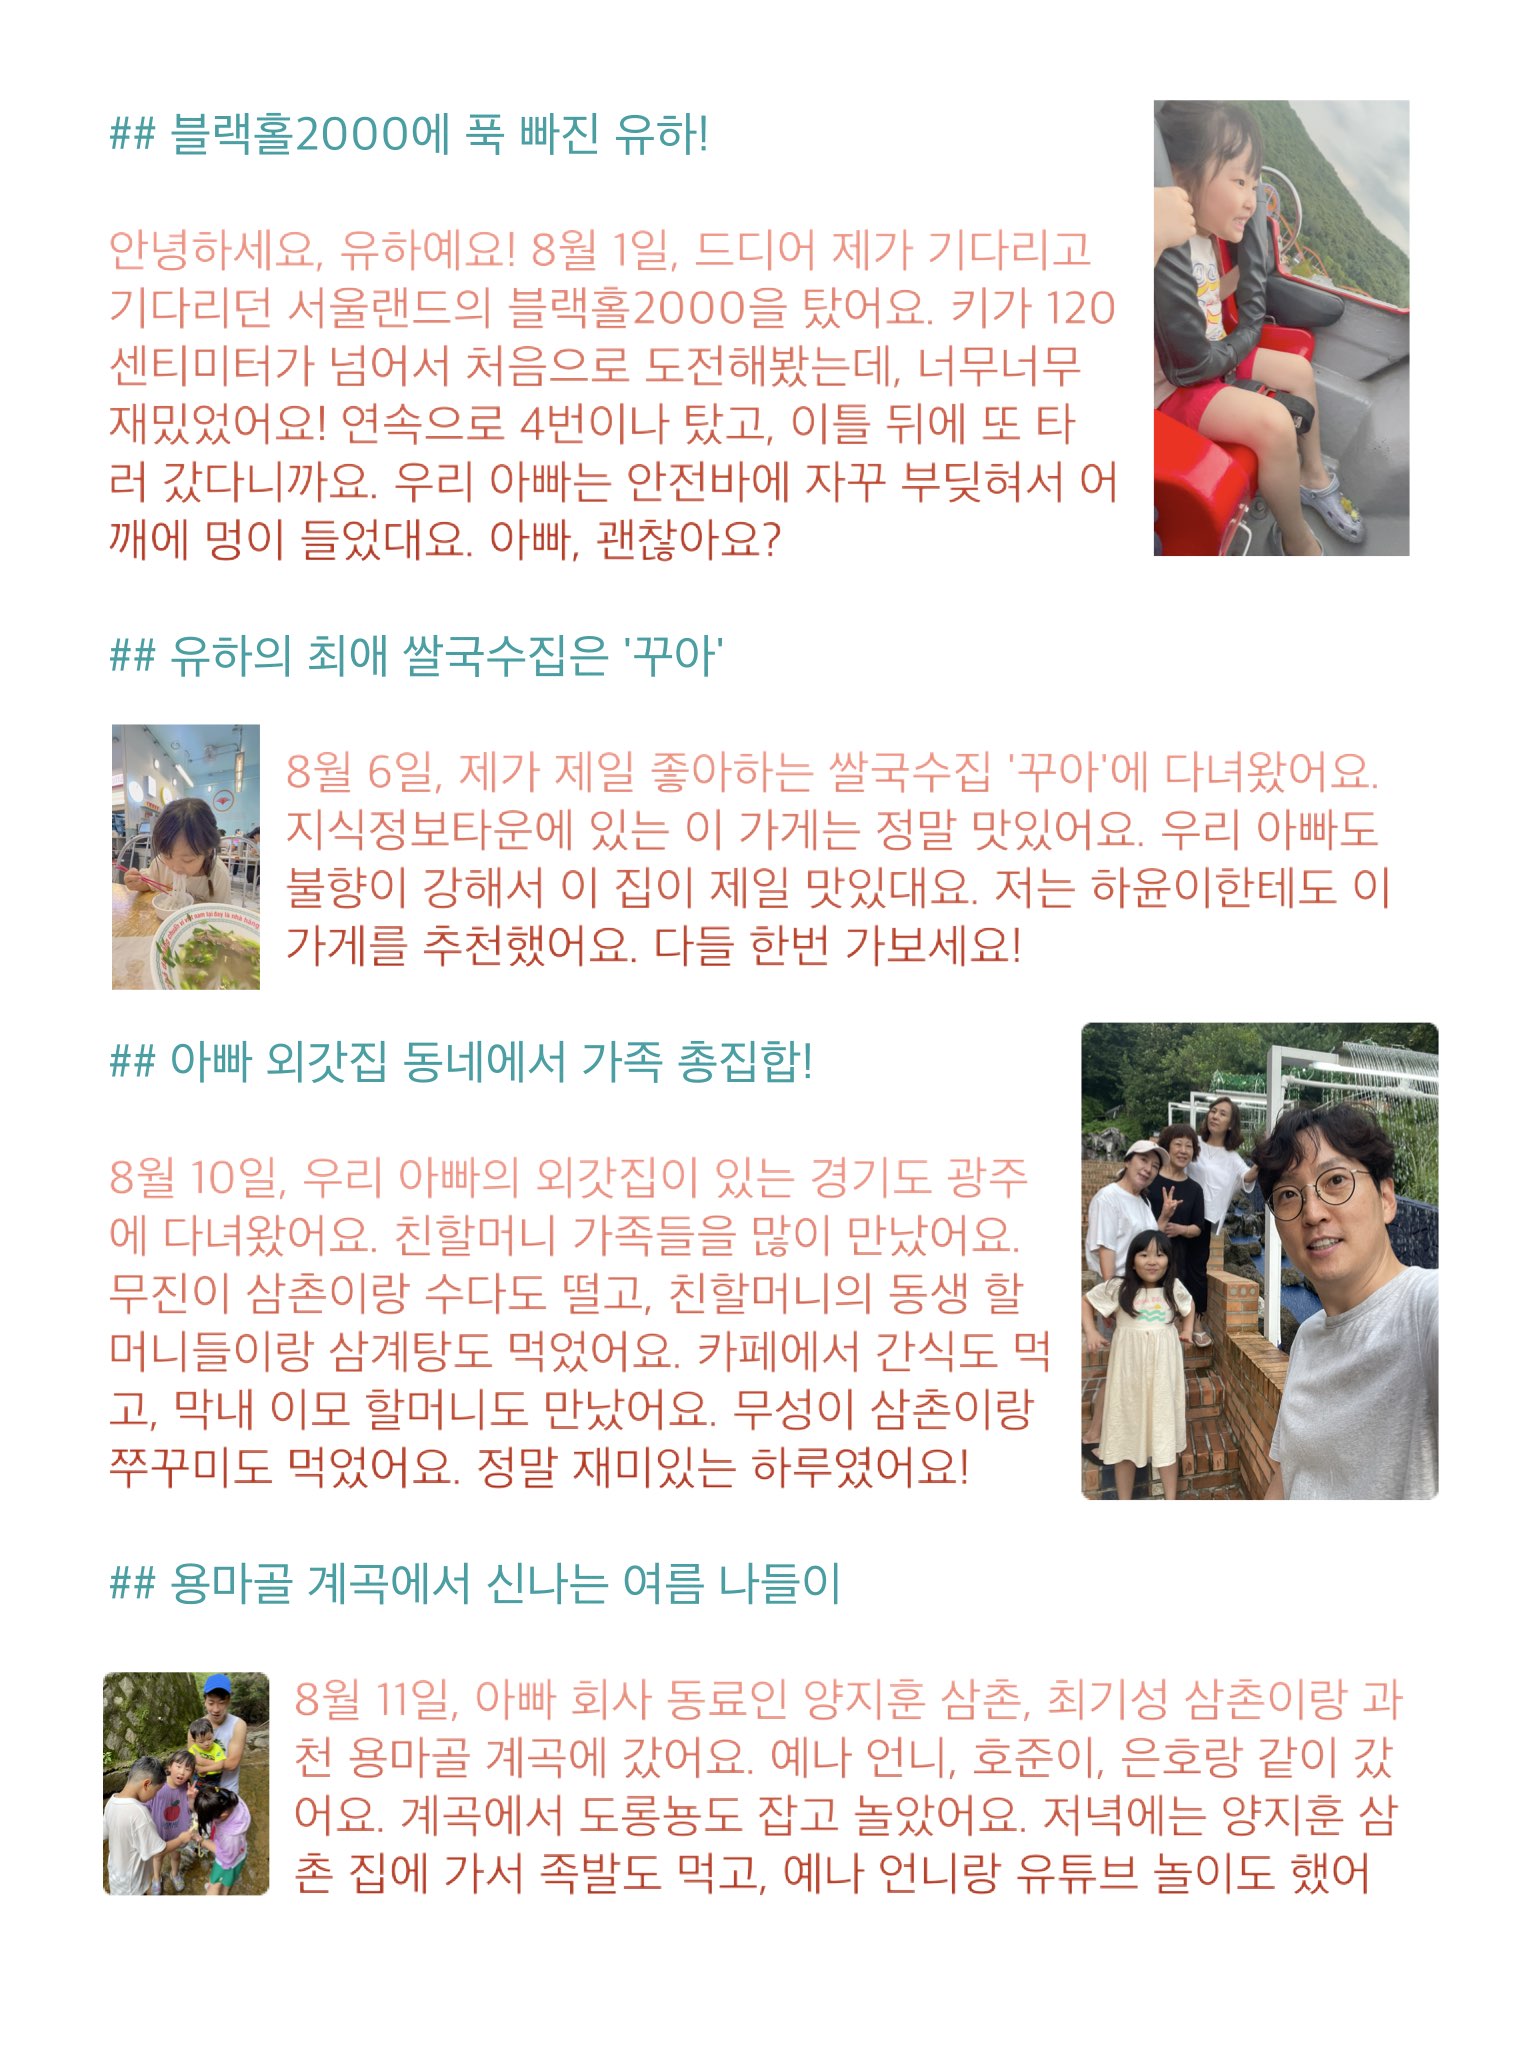 ## 블랙홀2000에 푹 빠진 유하!
안녕하세요, 유하예요! 8월 1일, 드디어 제가 기다리고
기다리던 서울랜드의 블랙홀2000을 탔어요. 키가 120
센티미터가 넘어서 처음으로 도전해봤는데, 너무너무
재밌었어요! 연속으로 4번이나 탔고, 이틀 뒤에 또 타
러 갔다니까요. 우리 아빠는 안전바에 자꾸 부딪혀서 어
깨에 멍이 들었대요. 아빠, 괜찮아요?
## 유하의 최애 쌀국수집은 '꾸아'
8월 6일, 제가 제일 좋아하는 쌀국수집 '꾸아'에 다녀왔어요.
지식정보타운에 있는 이 가게는 정말 맛있어요. 우리 아빠도
불향이 강해서 이 집이 제일 맛있대요. 저는 하윤이한테도 이
가게를 추천했어요. 다들 한번 가보세요!
## 아빠 외갓집 동네에서 가족 총집합!
8월 10일, 우리 아빠의 외갓집이 있는 경기도 광주
에 다녀왔어요. 친할머니 가족들을 많이 만났어요.
무진이 삼촌이랑 수다도 떨고, 친할머니의 동생 할
머니들이랑 삼계탕도 먹었어요. 카페에서 간식도 먹
고, 막내 이모 할머니도 만났어요. 무성이 삼촌이랑
쭈꾸미도 먹었어요. 정말 재미있는 하루였어요!
## 용마골 계곡에서 신나는 여름 나들이
8월 11일, 아빠 회사 동료인 양지훈 삼촌, 최기성 삼촌이랑 과
천 용마골 계곡에 갔어요. 예나 언니, 호준이, 은호랑 같이 갔
어요. 계곡에서 도롱뇽도 잡고 놀았어요. 저녁에는 양지훈 삼
촌 집에 가서 족발도 먹고, 예나 언니랑 유튜브 놀이도 했어